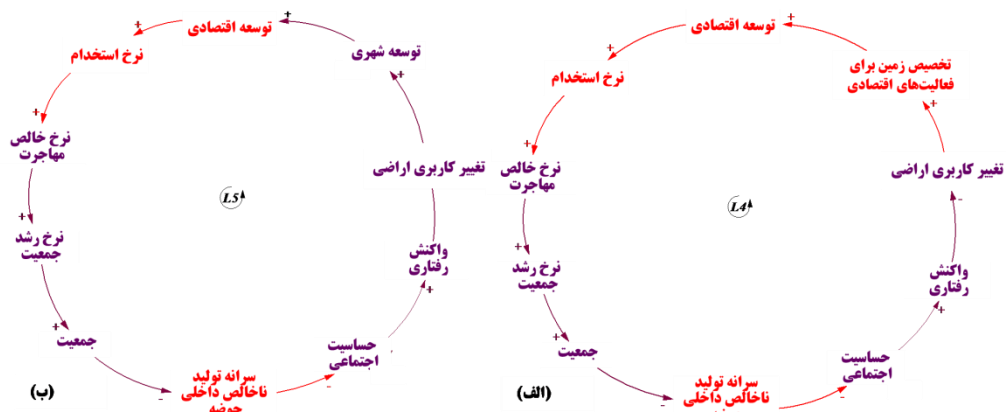 توسعه اقتصادی
تخصیص زمین برای
فعالیت‌های اقتصادی
تغییر کاربری اراضی
واکنش
رفتاری
حساسیت
اجتماعی
سرانه تولید
ناخالص داخلی
جمعیت
نرخ رشد
جمعیت
نرخ خالص
مهاجرت
نرخ استخدام
L4
(الف)
توسعه اقتصادی
توسعه شهری
تغییر کاربری اراضی
واکنش
رفتاری
حساسیت
اجتماعی
سرانه تولید
ناخالص داخلی
حوضه
جمعیت
نرخ رشد
جمعیت
نرخ خالص
مهاجرت
نرخ استخدام
L5
(ب)